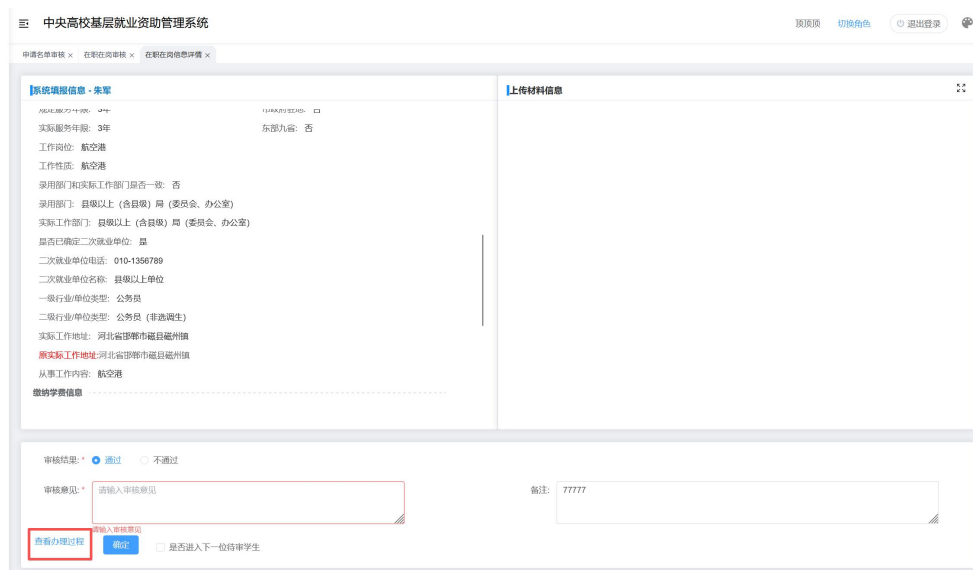 中央高校基层就业资助管理系统
顶顶顶 切换角色 退出登录
申请名单审核 × 在职在岗审核 × 在职在岗信息详情 ×
系统填报信息 - 朱军
上传材料信息
规定服务年限: 3年 市政府驻地: 否
实际服务年限: 3年 东部九省: 否
工作岗位: 航空港
工作性质: 航空港
录用部门和实际工作部门是否一致: 否
录用部门: 县级以上（含县级）局（委员会、办公室)
实际工作部门: 县级以上（含县级）局（委员会、办公室)
是否已确定二次就业单位: 是
二次就业单位电话: 010-1356789
二次就业单位名称: 县级以上单位
一级行业/单位类型: 公务员
二级行业/单位类型: 公务员（非选调生）
实际工作地址: 河北省邯郸市磁县磁州镇
原实际工作地址:河北省邯郸市磁县磁州镇
从事工作内容: 航空港
缴纳学费信息
审核结果: * 通过 不通过
审核意见: * 请输入审核意见
备注: 77777
请输入审核意见
查看办理过程 确定 是否进入下一位待审学生